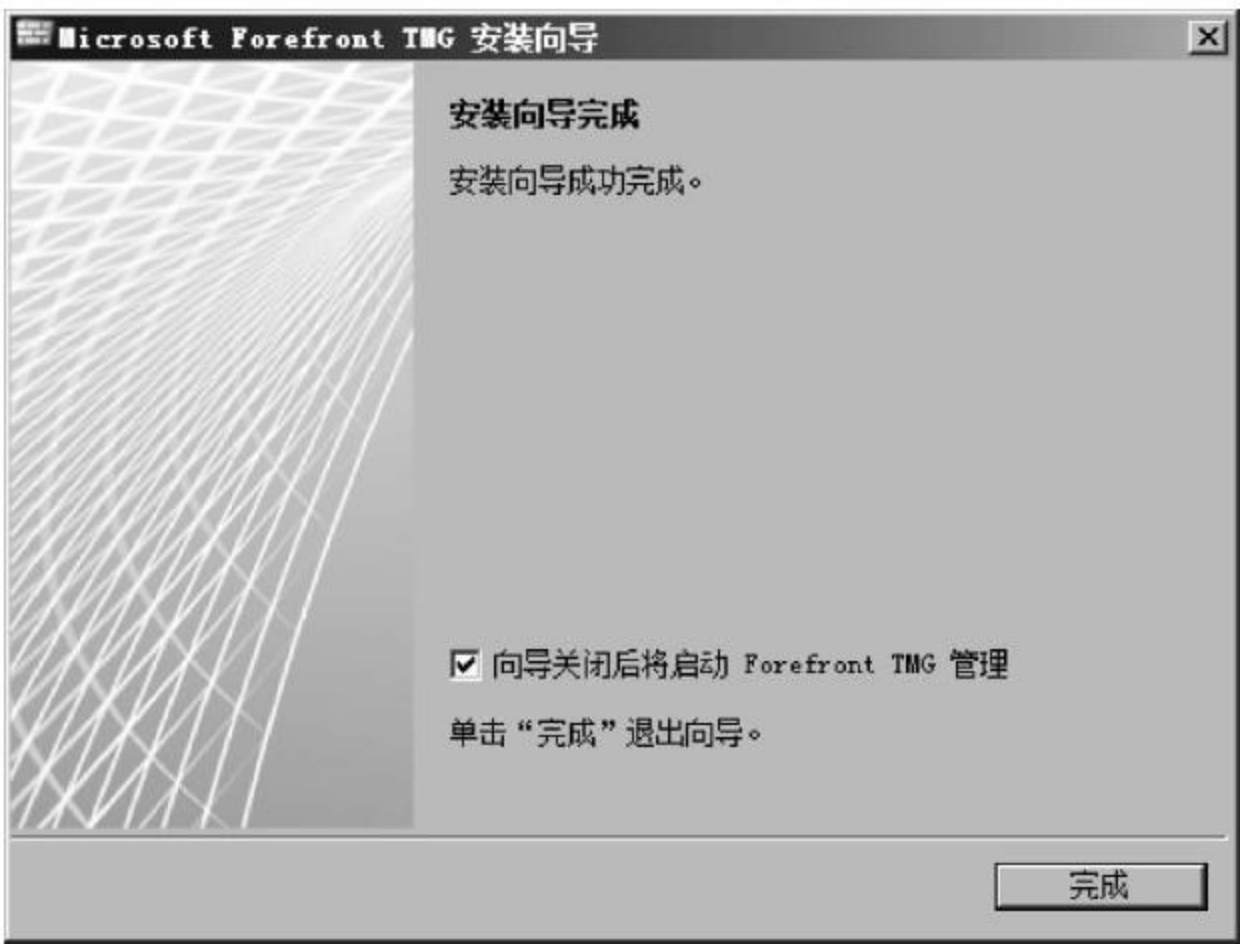 Microsoft Forefront TMG 安装向导
安装向导完成
安装向导成功完成。
向导关闭后将启动 Forefront TMG 管理
单击“完成”退出向导。
完成